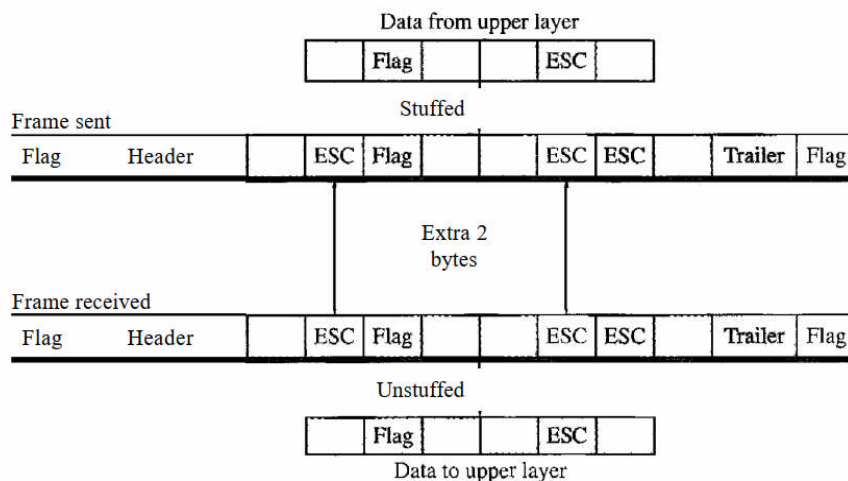 Data from upper layer
Flag ESC
Stuffed
Frame sent
Flag Header ESC Flag ESC ESC Trailer Flag
Extra 2
bytes
Frame received
Flag Header ESC Flag ESC ESC Trailer Flag
Unstuffed
Flag ESC
Data to upper layer